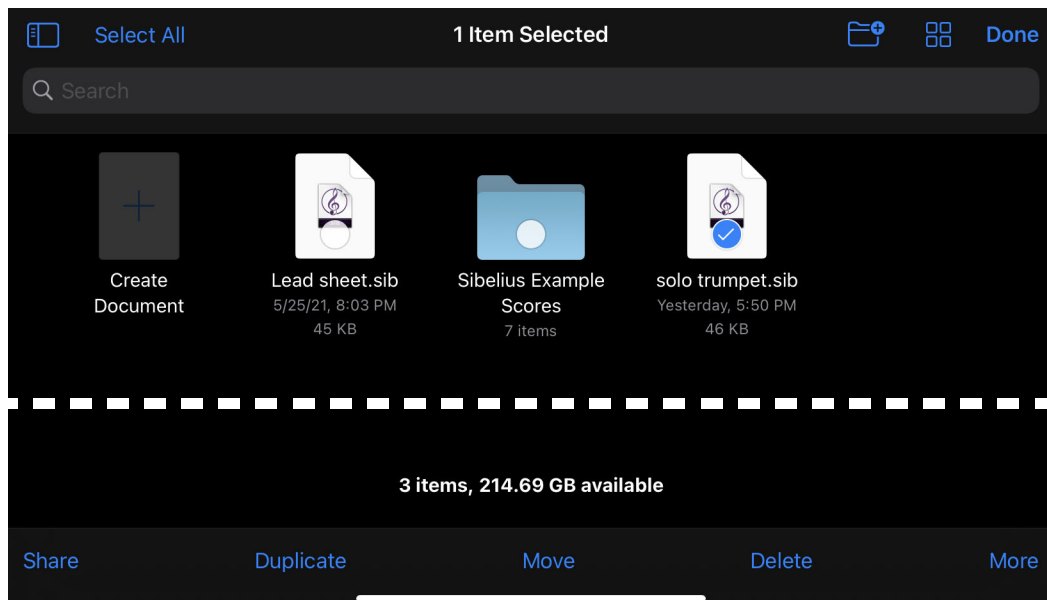 Select All
1 Item Selected
Done
Search
Create
Document
Lead sheet.sib
5/25/21, 8:03 PM
45 KB
Sibelius Example
Scores
7 items
solo trumpet.sib
Yesterday, 5:50 PM
46 KB
3 items, 214.69 GB available
Share
Duplicate
Move
Delete
More